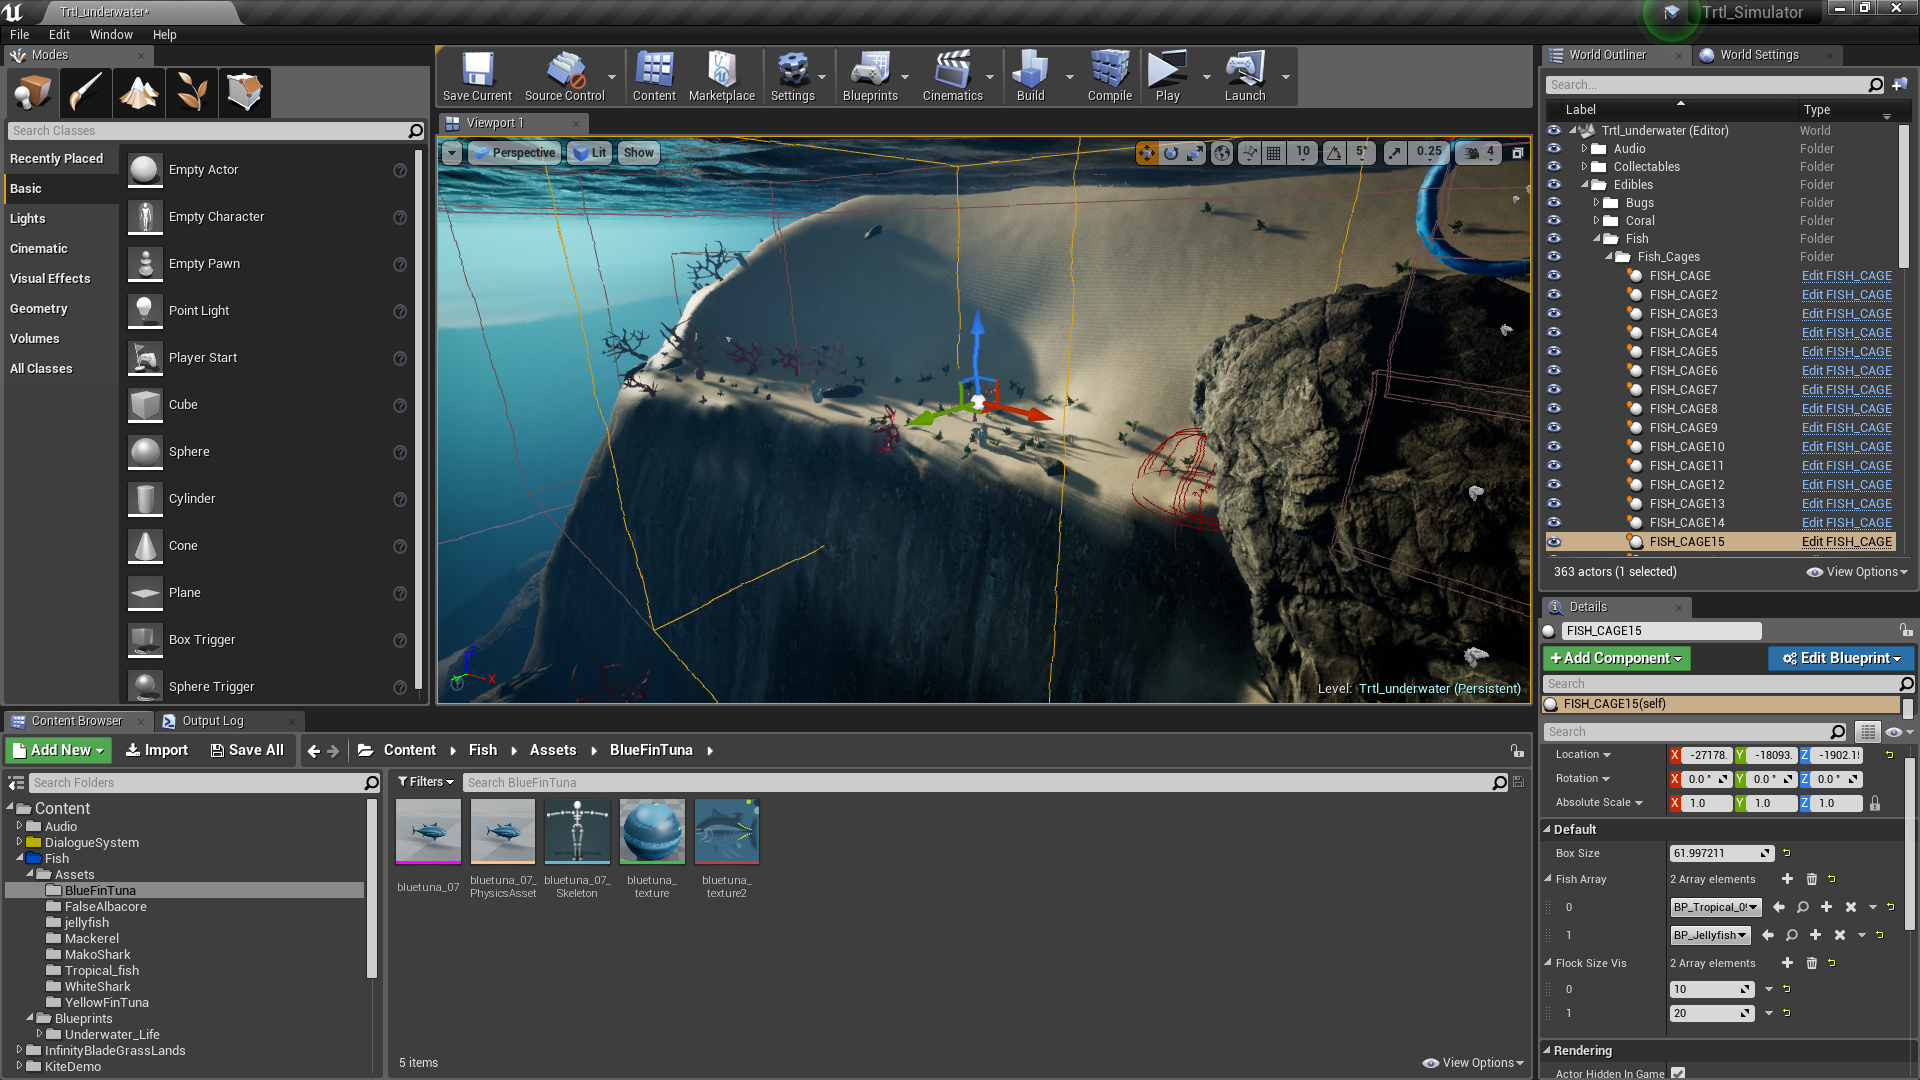 Trtl_underwater*
Trtl_Simulator
File Edit Window Help
Modes
Search Classes
Recently Placed
Basic
Lights
Cinematic
Visual Effects
Geometry
Volumes
All Classes
Empty Actor
Empty Character
Empty Pawn
Point Light
Player Start
Cube
Sphere
Cylinder
Cone
Plane
Box Trigger
Sphere Trigger
Save Current
Source Control
Content
Marketplace
Settings
Blueprints
Cinematics
Build
Compile
Play
Launch
Viewport 1
Perspective Lit Show
10 5° 0.25 4
Z
X
Y
Level: Trtl_underwater (Persistent)
World Outliner World Settings
Search...
Label Type
Trtl_underwater (Editor) World
Audio Folder
Collectables Folder
Edibles Folder
Bugs Folder
Coral Folder
Fish Folder
Fish_Cages Folder
FISH_CAGE Edit FISH_CAGE
FISH_CAGE2 Edit FISH_CAGE
FISH_CAGE3 Edit FISH_CAGE
FISH_CAGE4 Edit FISH_CAGE
FISH_CAGE5 Edit FISH_CAGE
FISH_CAGE6 Edit FISH_CAGE
FISH_CAGE7 Edit FISH_CAGE
FISH_CAGE8 Edit FISH_CAGE
FISH_CAGE9 Edit FISH_CAGE
FISH_CAGE10 Edit FISH_CAGE
FISH_CAGE11 Edit FISH_CAGE
FISH_CAGE12 Edit FISH_CAGE
FISH_CAGE13 Edit FISH_CAGE
FISH_CAGE14 Edit FISH_CAGE
FISH_CAGE15 Edit FISH_CAGE
363 actors (1 selected) View Options
Details
FISH_CAGE15
+Add Component Edit Blueprint
Search
FISH_CAGE15(self)
Search
Location X -27178. Y -18093. Z -1902.1
Rotation X 0.0 ° Y 0.0 ° Z 0.0 °
Absolute Scale X 1.0 Y 1.0 Z 1.0
Default
Box Size 61.997211
Fish Array 2 Array elements
0 BP_Tropical_0
1 BP_Jellyfish
Flock Size Vis 2 Array elements
0 10
1 20
Rendering
Actor Hidden In Game
Content Browser Output Log
Add New Import Save All Content Fish Assets BlueFinTuna
Search Folders
Filters Search BlueFinTuna
Content
Audio
DialogueSystem
Fish
Assets
BlueFinTuna
FalseAlbacore
jellyfish
Mackerel
MakoShark
Tropical_fish
WhiteShark
YellowFinTuna
Blueprints
Underwater_Life
InfinityBladeGrassLands
KiteDemo
bluetuna_07
bluetuna_07_
PhysicsAsset
bluetuna_07_
Skeleton
bluetuna_
texture
bluetuna_
texture2
5 items View Options